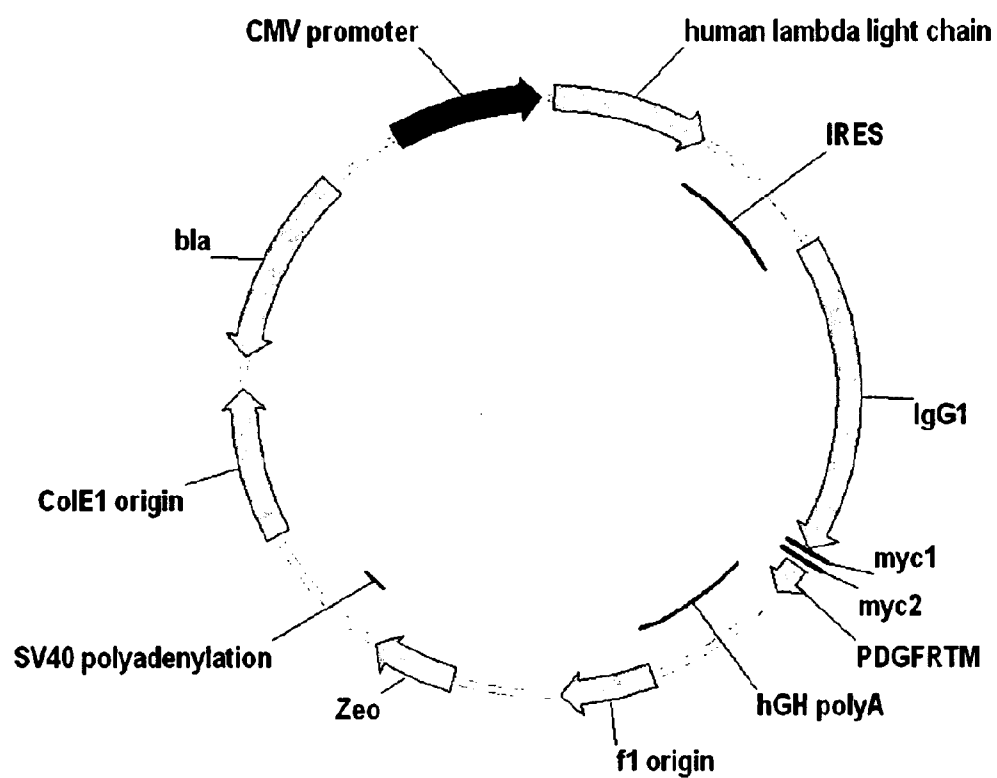 CMV promoter
human lambda light chain
IRES
bla
IgG1
ColE1 origin
myc1
myc2
SV40 polyadenylation
PDGFRTM
Zeo
hGH polyA
f1 origin